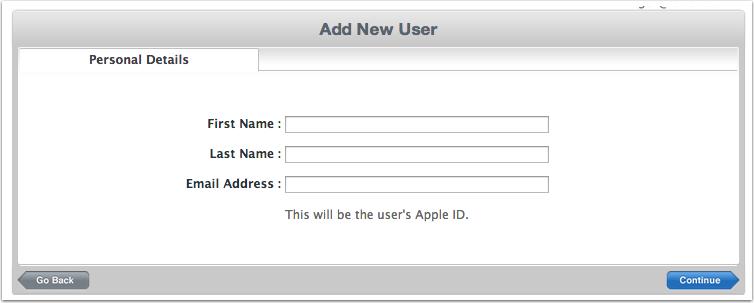 Add New User
Personal Details
First Name :
Last Name :
Email Address :
This will be the user's Apple ID.
Go Back
Continue